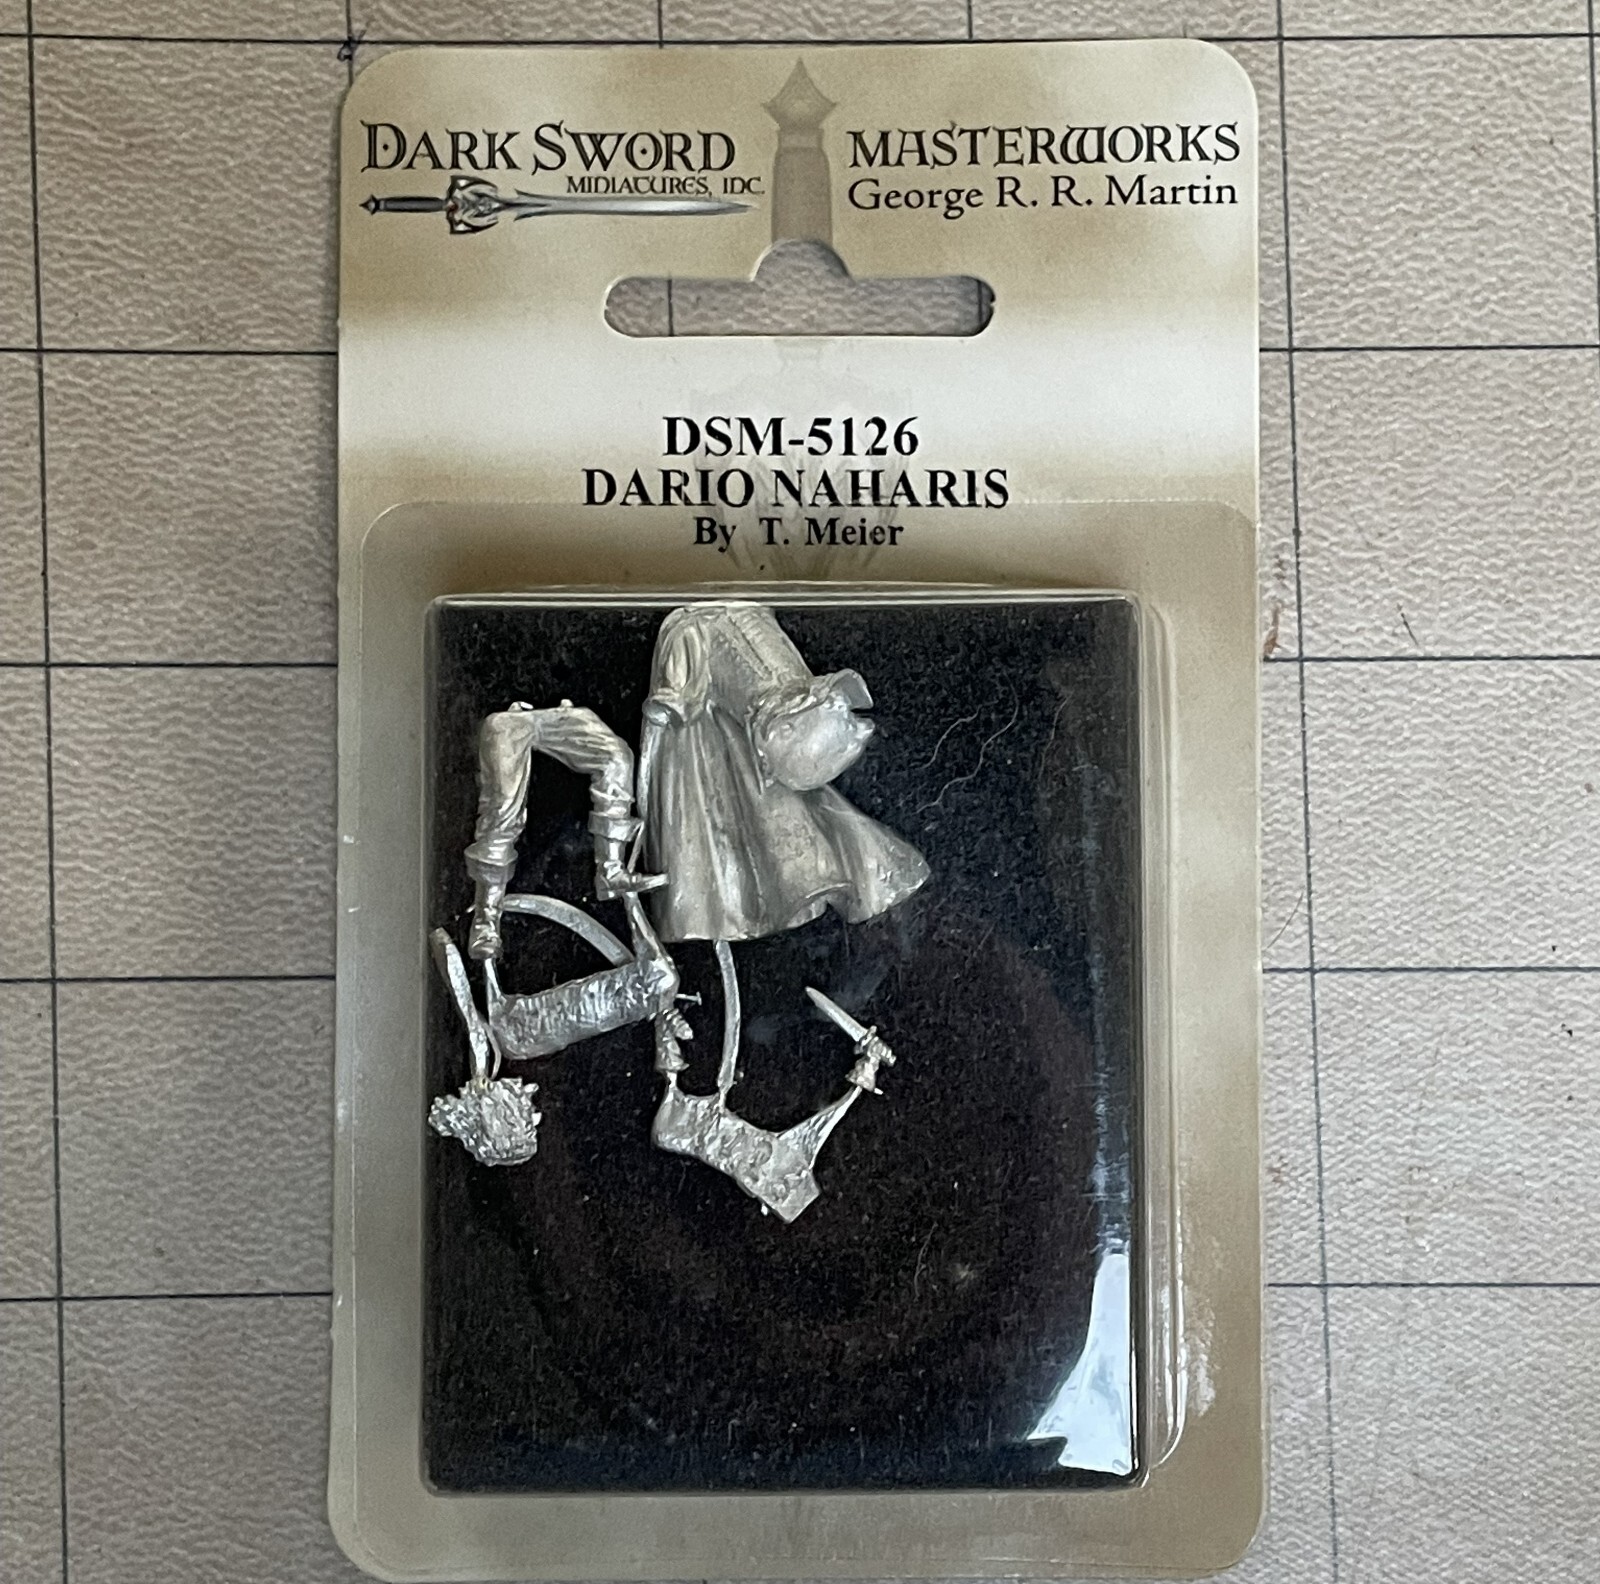 DARK SWORD
MINIATURES, INC.
MASTERWORKS
George R. R. Martin
DSM-5126
DARIO NAHARIS
By T. Meier